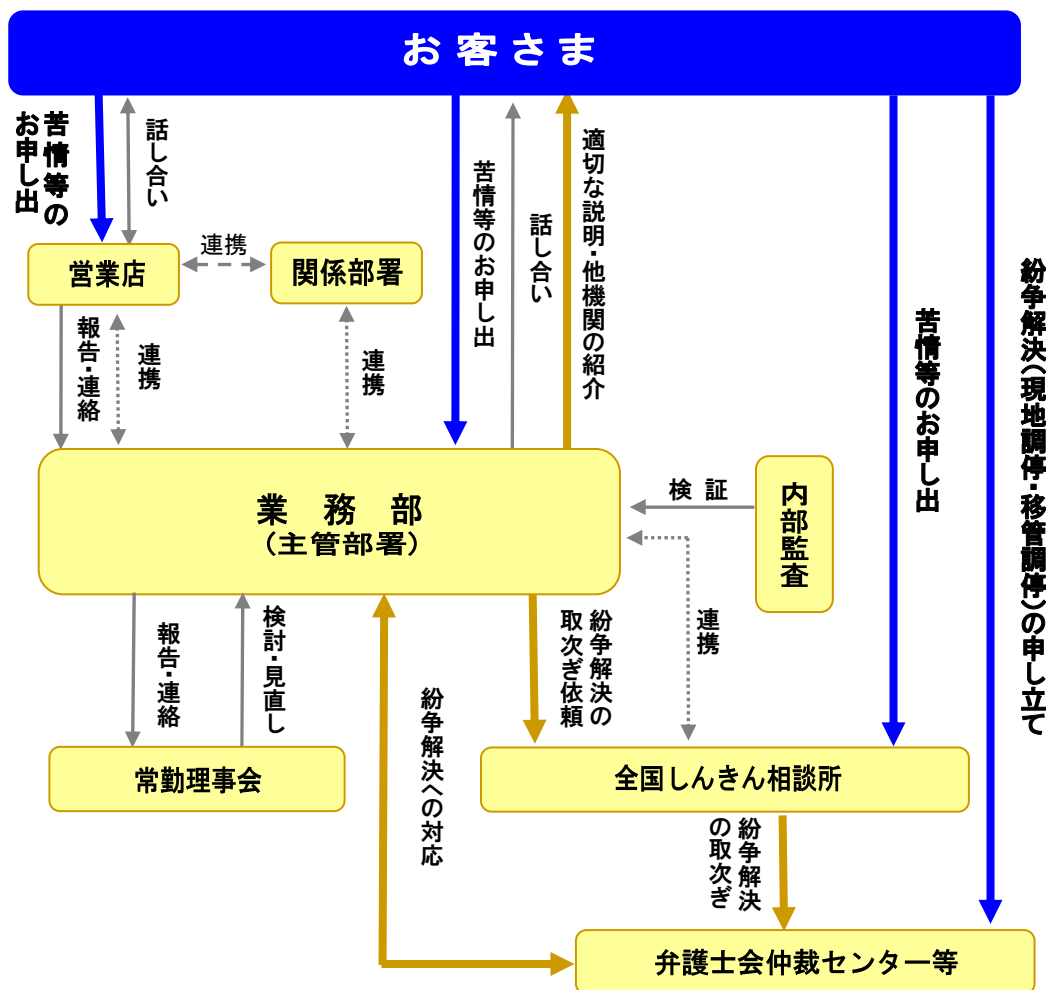 お客さま
苦情等の
お申し出
話し合い
苦情等のお申し出
話し合い
適切な説明・他機関の紹介
苦情等のお申し出
紛争解決(現地調停・移管調停)の申し立て
営業店
連携
関係部署
報告・連絡
連携
連携
業務部
(主管部署)
検証
内部監査
報告・連絡
検討・見直し
紛争解決への対応
紛争解決の
取次ぎ依頼
連携
常勤理事会
全国しんきん相談所
紛争解決
の取次ぎ
弁護士会仲裁センター等